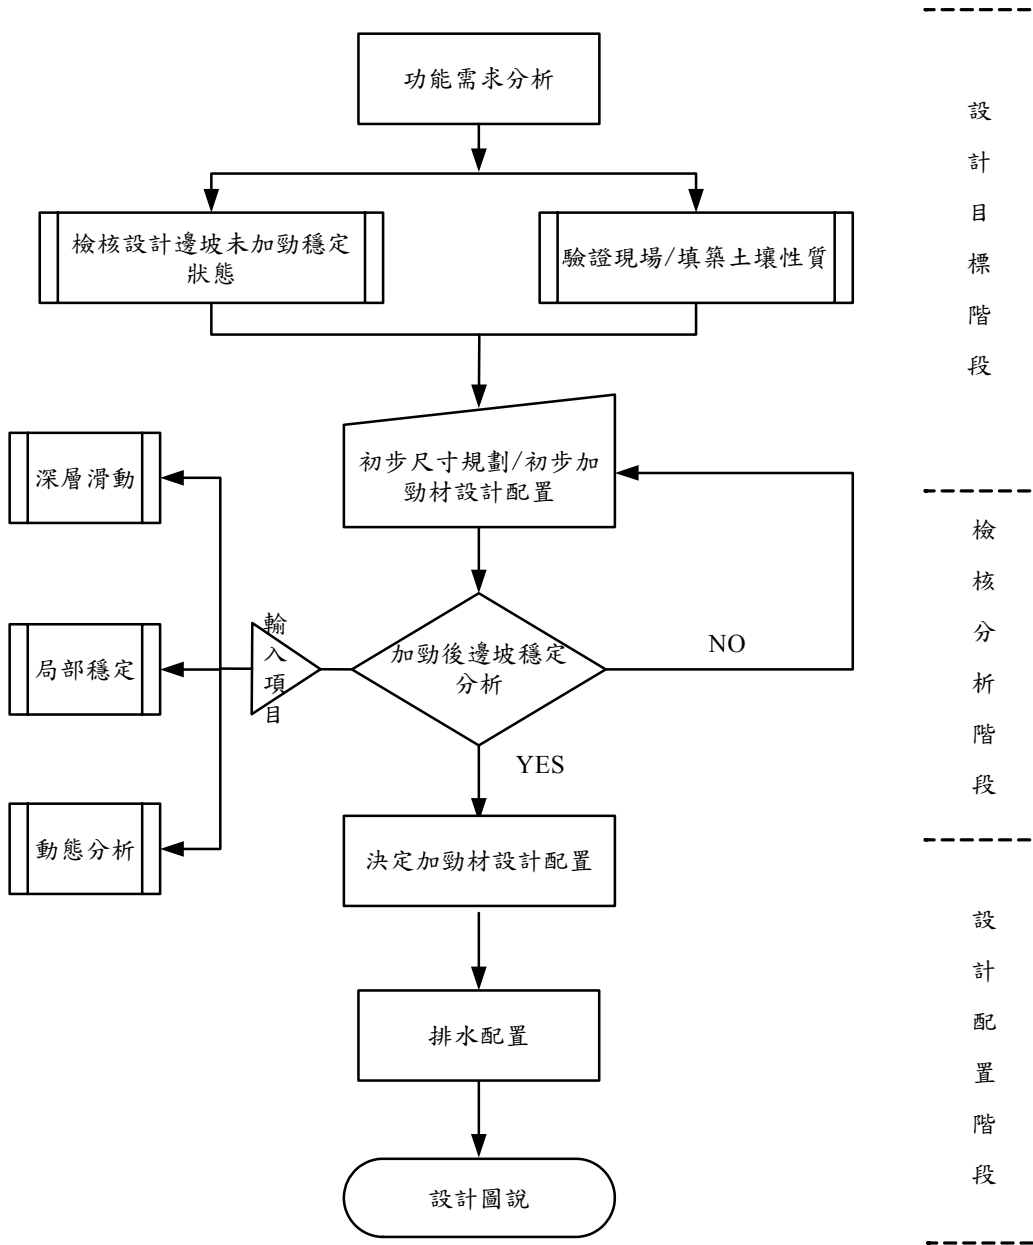 功能需求分析
檢核設計邊坡未加勁穩定
狀態
驗證現場/填築土壤性質
初步尺寸規劃/初步加
勁材設計配置
深層滑動
局部穩定
動態分析
輸
入
項
目
加勁後邊坡穩定
分析
NO
YES
決定加勁材設計配置
排水配置
設計圖說
設
計
目
標
階
段
檢
核
分
析
階
段
設
計
配
置
階
段